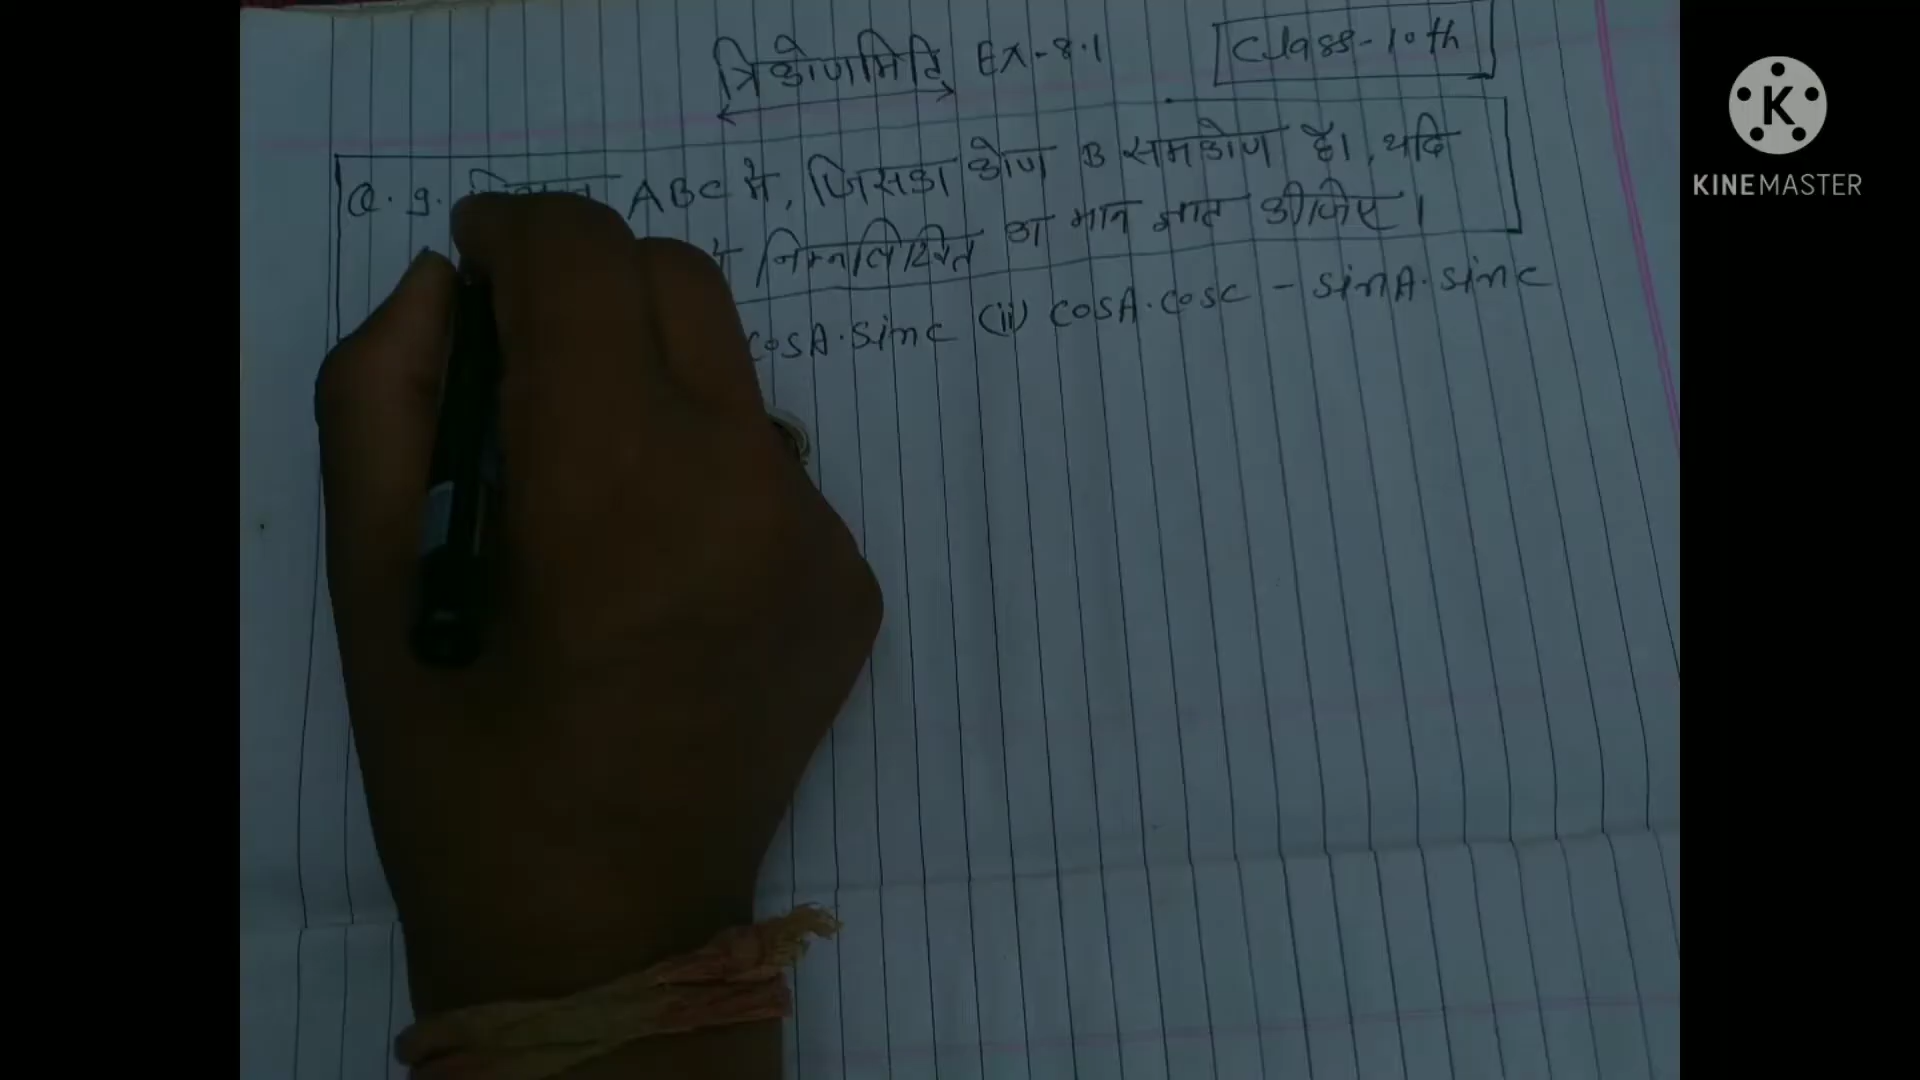 त्रिकोणमिति Ex-8.1
Class-10th
Q.9. ABC में, जिसका कोण B समकोण है। यदि
निम्नलिखित का मान ज्ञात कीजिए।
cosA.sinc (ii) cosA.cosc - sinA.sinc
KINEMASTER